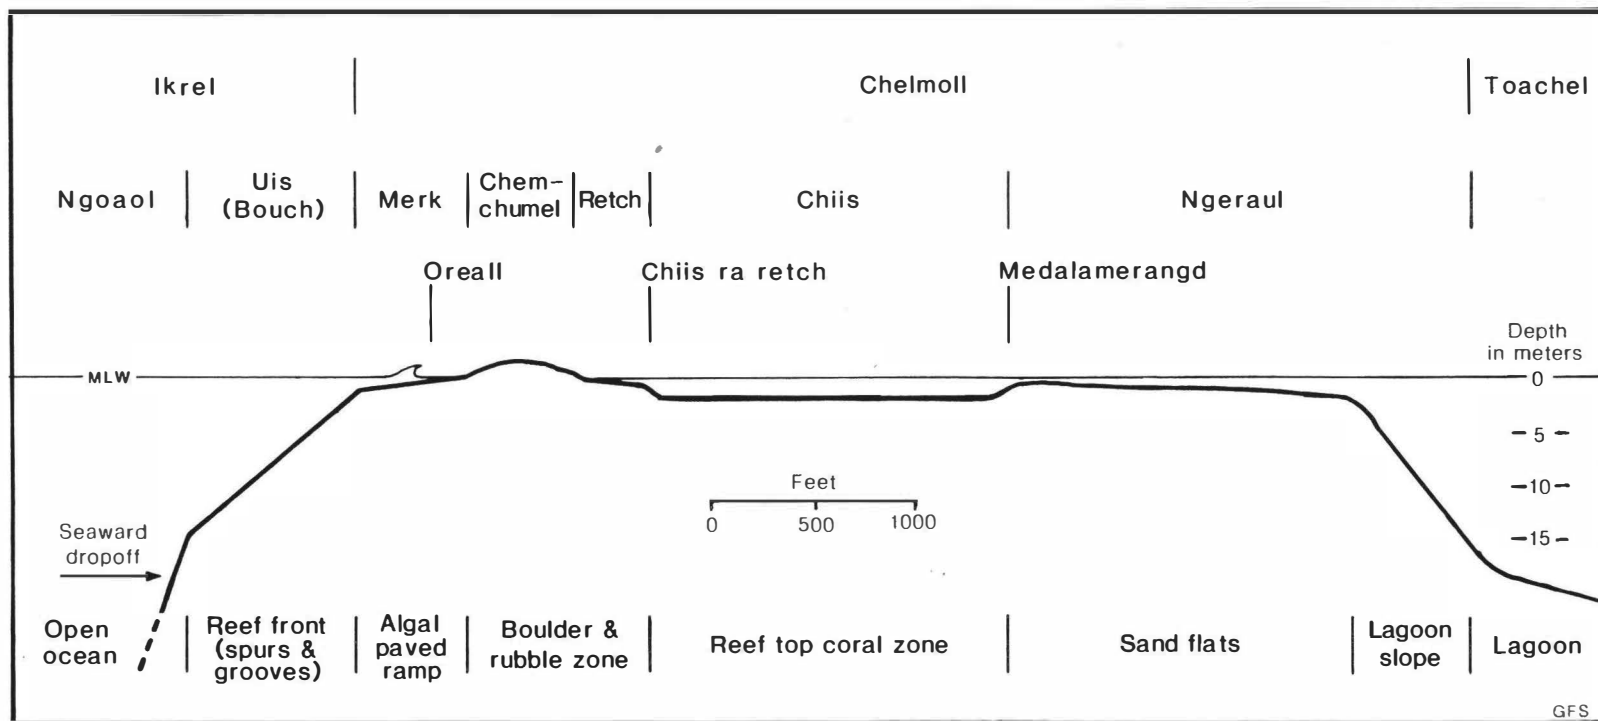 Ikrel Chelmoll Toachel
Ngoaol Uis (Bouch) Merk Chem-chumel Retch Chiis Ngeraul
Oreall Chiis ra retch Medalamerangd
Depth
in meters
MLW 0
5
10
15
Feet
0 500 1000
Seaward
dropoff
Open
ocean
Reef front
(spurs &
grooves)
Algal
paved
ramp
Boulder &
rubble zone
Reef top coral zone
Sand flats
Lagoon
slope
Lagoon
GFS